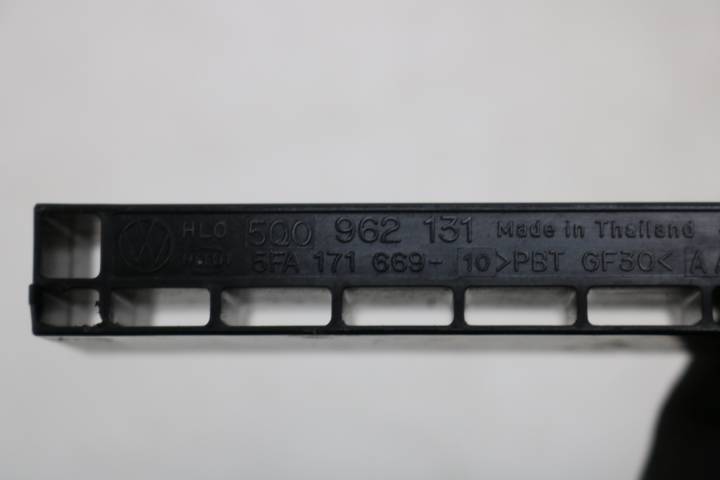 HLO 5Q0 962 131 Made in Thailand
5FA 171 669- 10 >PBT GF30< A